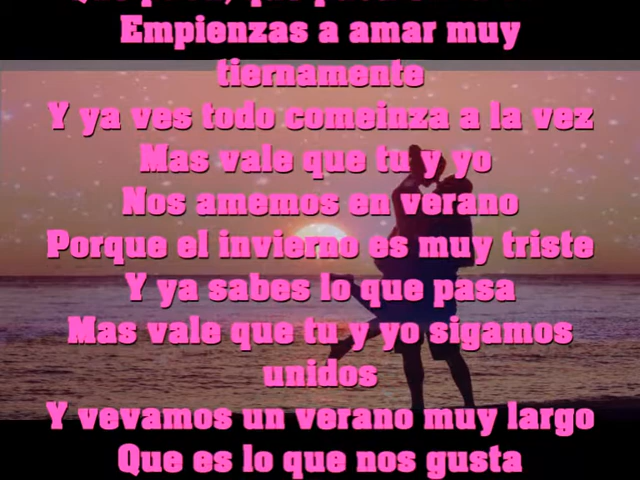 Empienzas a amar muy
tiernamente
Y ya ves todo comeinza a la vez
Mas vale que tu y yo
Nos amemos en verano
Porque el invierno es muy triste
Y ya sabes lo que pasa
Mas vale que tu y yo sigamos
unidos
Y vevamos un verano muy largo
Que es lo que nos gusta